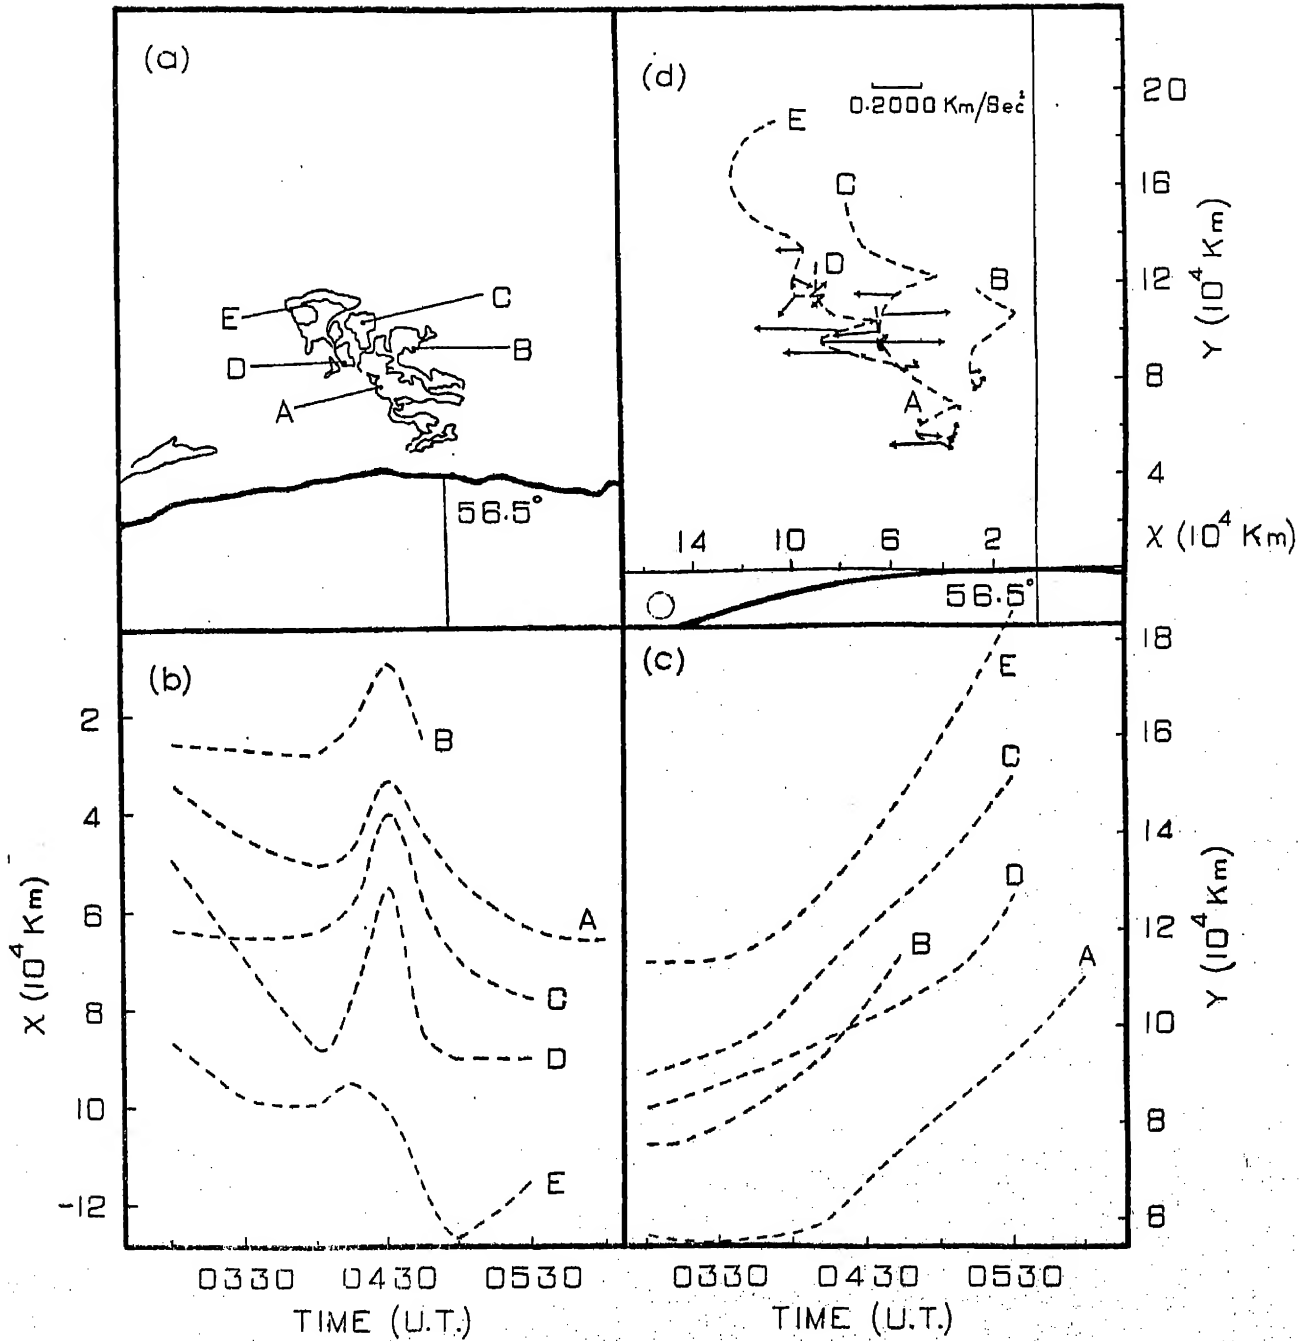 (a)
E
C
D
B
A
56.5°
(d)
0.2000 Km/Sec²
E
C
D
B
A
20
16
12
8
4
Y (10⁴ Km)
14 10 6 2 X (10⁴ Km)
56.5°
(b)
2
4
6
8
10
-12
X (10⁴ Km)
B
A
C
D
E
0330 0430 0530
TIME (U.T.)
(c)
E
C
D
B
A
18
16
14
12
10
8
6
Y (10⁴ Km)
0330 0430 0530
TIME (U.T.)